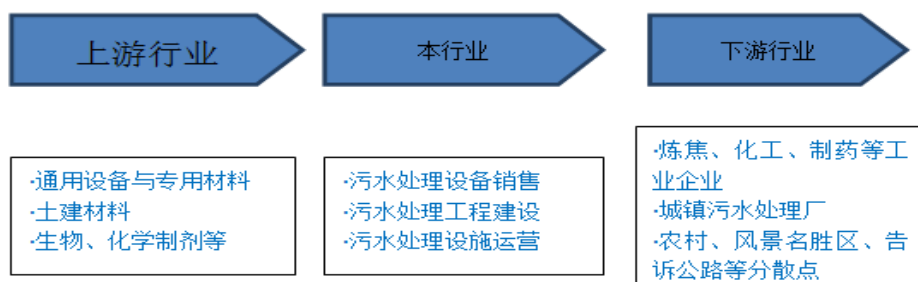 上游行业
本行业
下游行业
·通用设备与专用材料
·土建材料
·生物、化学制剂等
·污水处理设备销售
·污水处理工程建设
·污水处理设施运营
·炼焦、化工、制药等工
业企业
·城镇污水处理厂
·农村、风景名胜区、告
诉公路等分散点